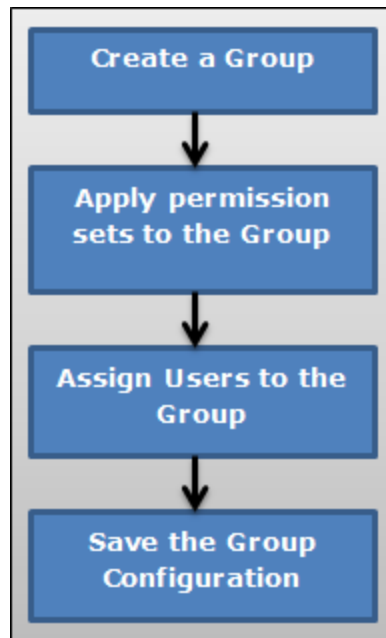 Create a Group
Apply permission
sets to the Group
Assign Users to the
Group
Save the Group
Configuration